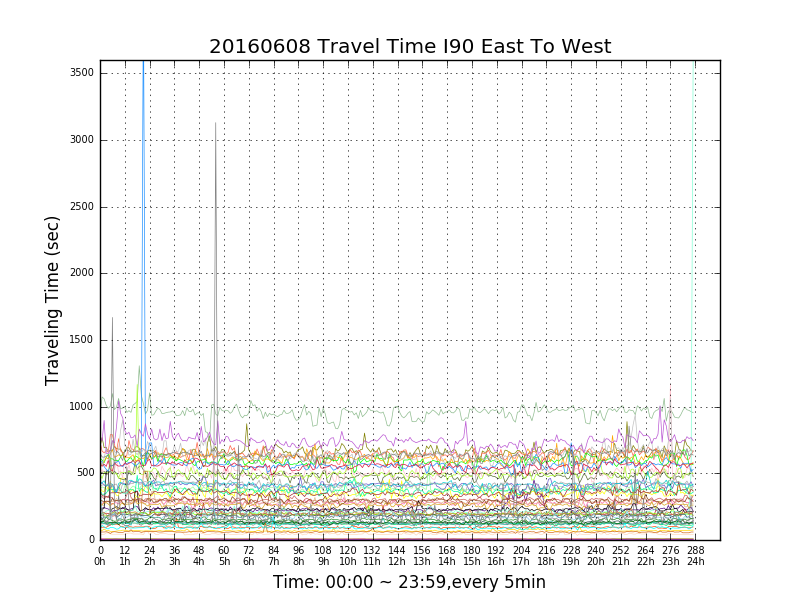 20160608 Travel Time I90 East To West
3500
3000
2500
2000
1500
1000
500
0
Traveling Time (sec)
0 12 24 36 48 60 72 84 96 108 120 132 144 156 168 180 192 204 216 228 240 252 264 276 288
0h 1h 2h 3h 4h 5h 6h 7h 8h 9h 10h 11h 12h 13h 14h 15h 16h 17h 18h 19h 20h 21h 22h 23h 24h
Time: 00:00 ~ 23:59,every 5min